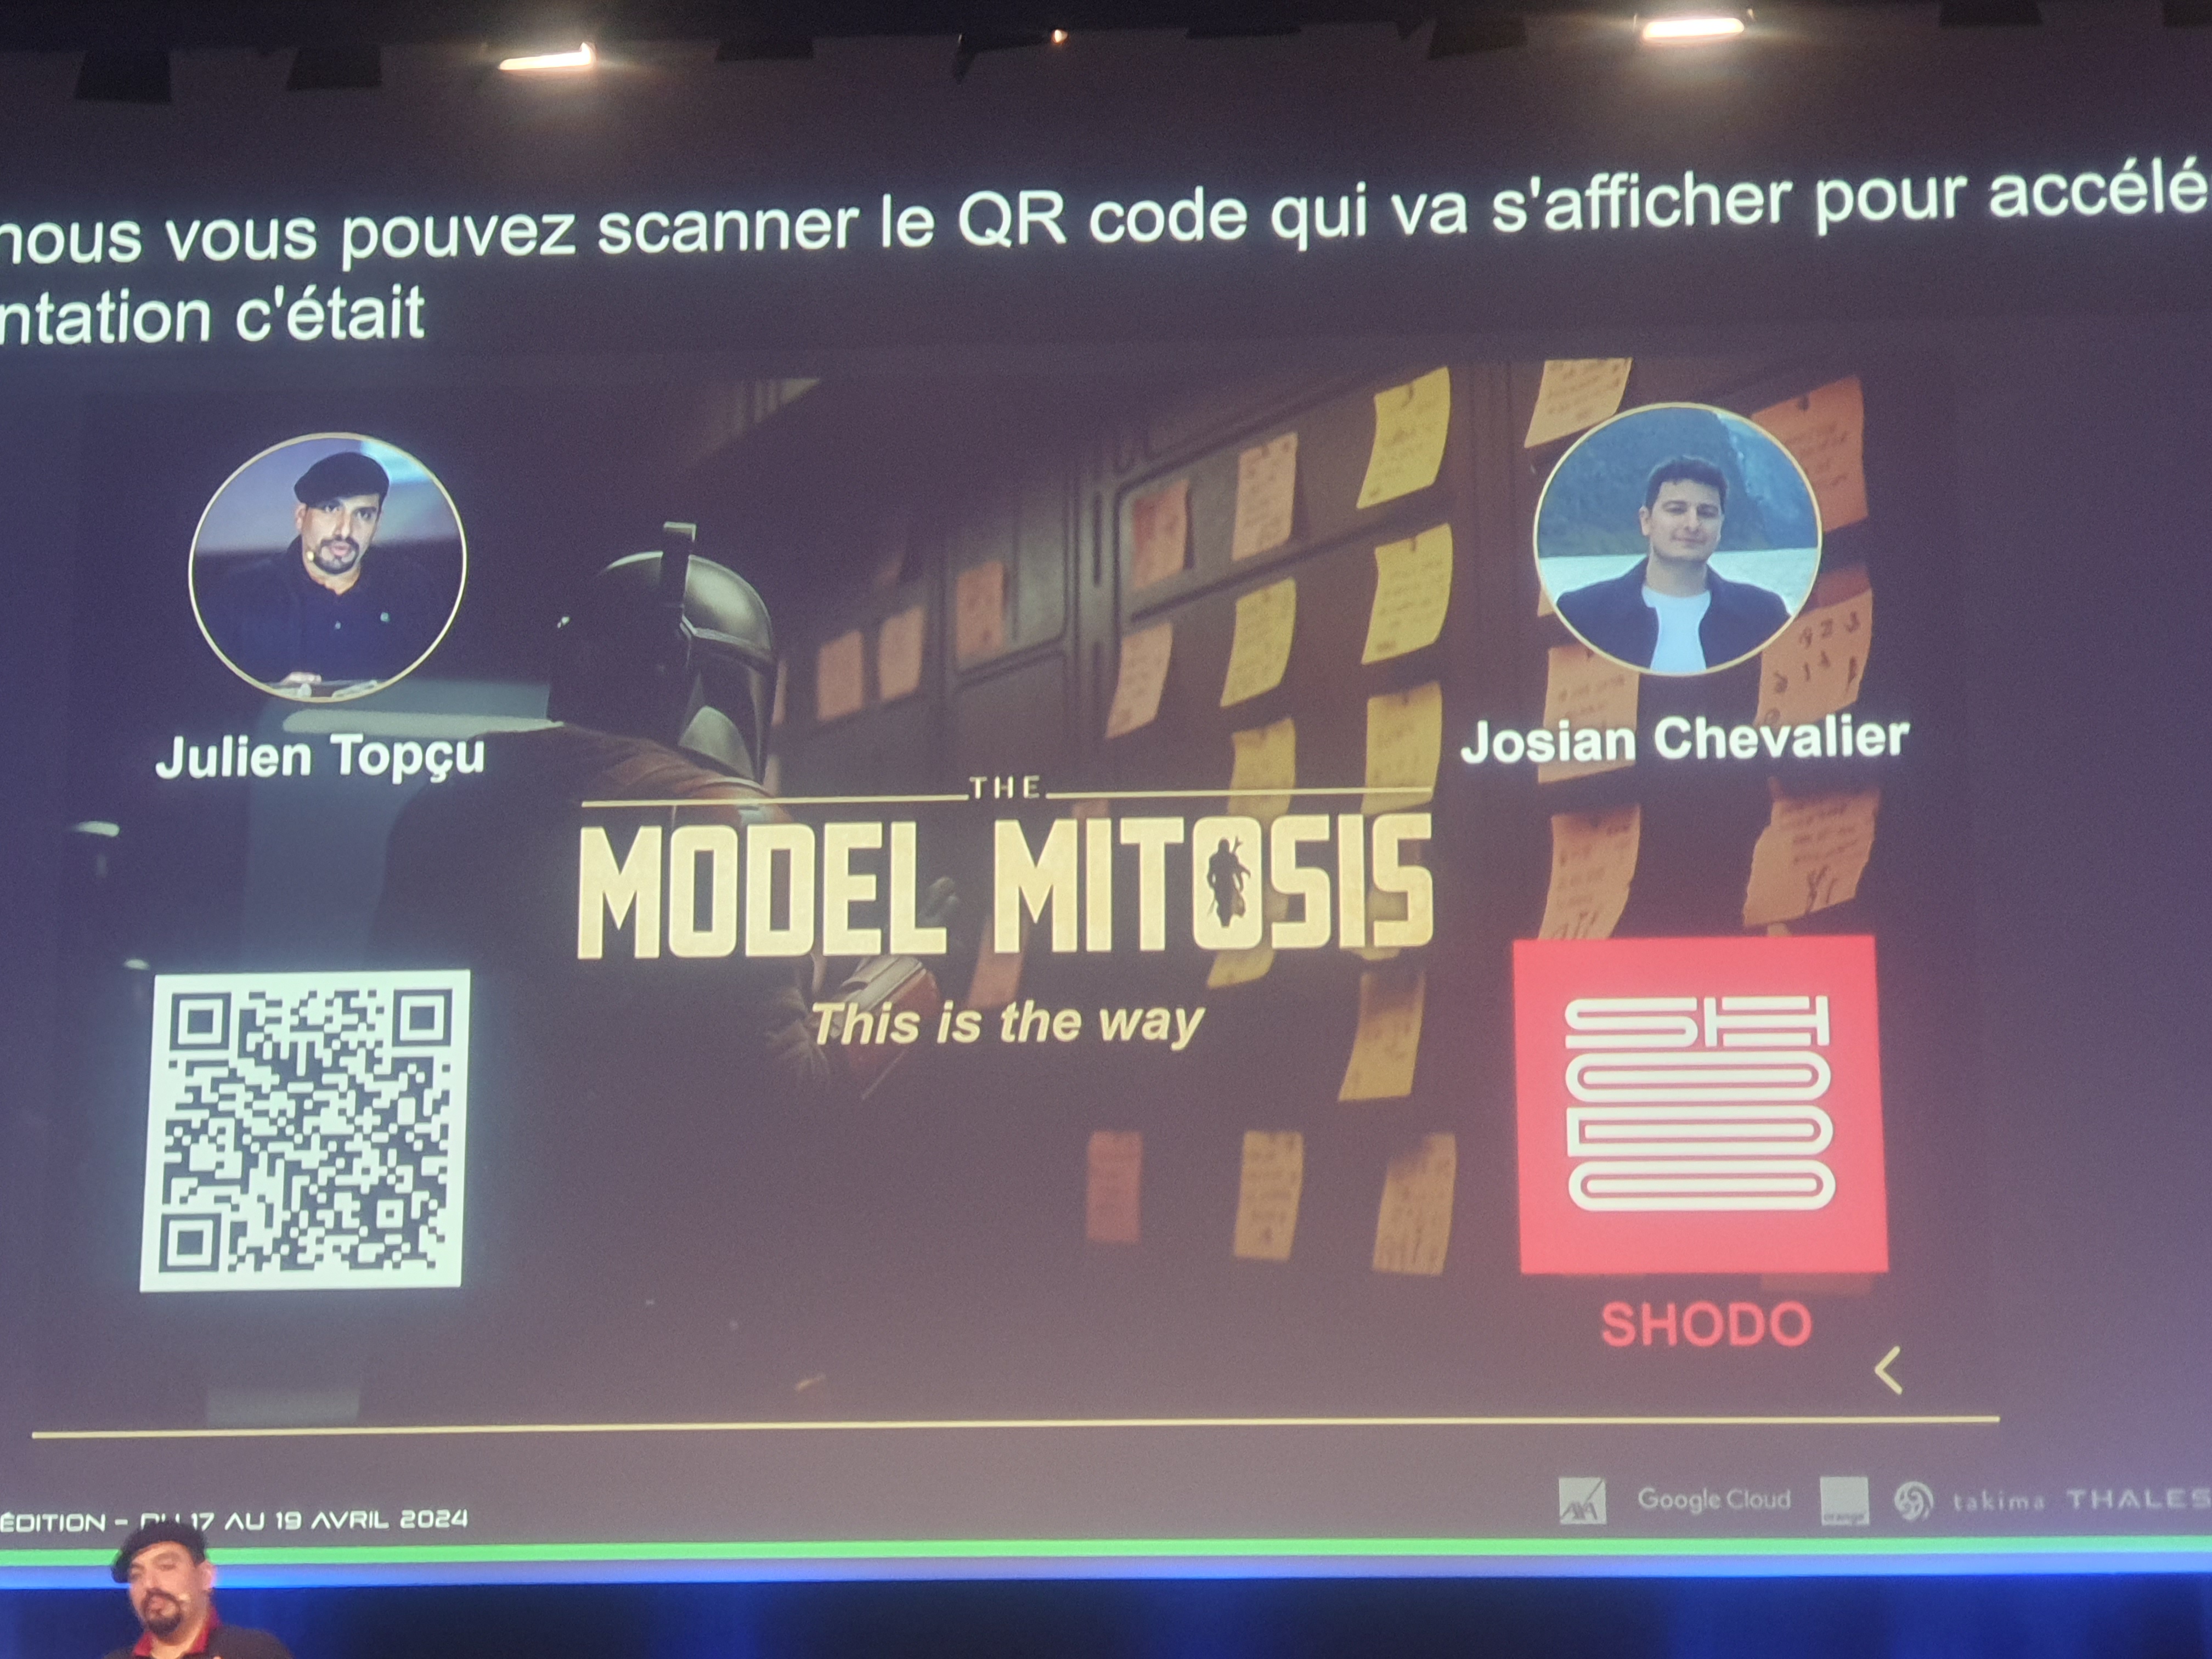 nous vous pouvez scanner le QR code qui va s'afficher pour accélé
ntation c'était
Julien Topçu
Josian Chevalier
THE
MODEL MITOSIS
This is the way
SHODO
SHODO
ÉDITION – DU 17 AU 19 AVRIL 2024
AXA
Google Cloud
orange
takima
THALES